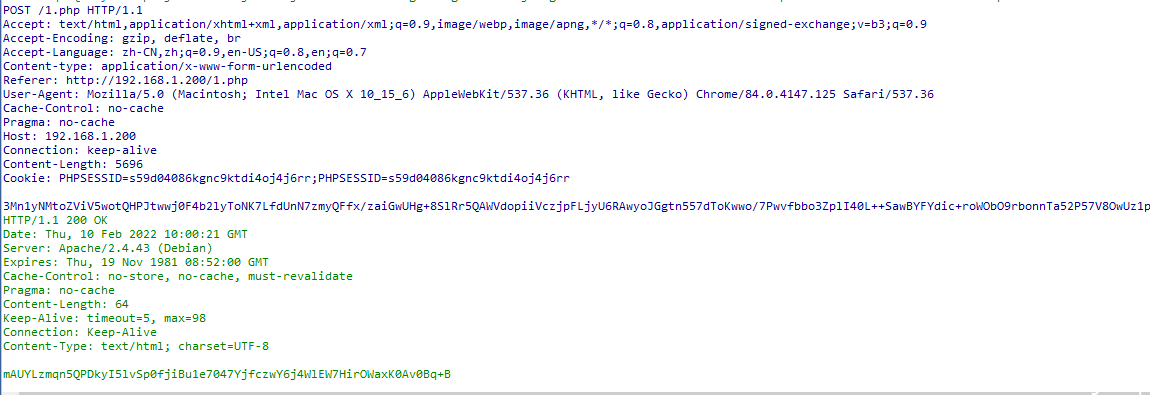 POST /1.php HTTP/1.1
Accept: text/html,application/xhtml+xml,application/xml;q=0.9,image/webp,image/apng,*/*;q=0.8,application/signed-exchange;v=b3;q=0.9
Accept-Encoding: gzip, deflate, br
Accept-Language: zh-CN,zh;q=0.9,en-US;q=0.8,en;q=0.7
Content-type: application/x-www-form-urlencoded
Referer: http://192.168.1.200/1.php
User-Agent: Mozilla/5.0 (Macintosh; Intel Mac OS X 10_15_6) AppleWebKit/537.36 (KHTML, like Gecko) Chrome/84.0.4147.125 Safari/537.36
Cache-Control: no-cache
Pragma: no-cache
Host: 192.168.1.200
Connection: keep-alive
Content-Length: 5696
Cookie: PHPSESSID=s59d04086kgnc9ktdi4oj4j6rr;PHPSESSID=s59d04086kgnc9ktdi4oj4j6rr
3Mn1yNMtoZViV5wotQHPJtwwj0F4b2lyToNK7LfdUnN7zmyQFfx/zaiGwUHg+8SlRr5QAWVdopiiVczjpFLjyU6RAwyoJGgtn557dToKwwo/7Pwvfbbo3ZplI40L++SawBYFYdic+roWObO9rbonnTa52P57V8OwUz1p
HTTP/1.1 200 OK
Date: Thu, 10 Feb 2022 10:00:21 GMT
Server: Apache/2.4.43 (Debian)
Expires: Thu, 19 Nov 1981 08:52:00 GMT
Cache-Control: no-store, no-cache, must-revalidate
Pragma: no-cache
Content-Length: 64
Keep-Alive: timeout=5, max=98
Connection: Keep-Alive
Content-Type: text/html; charset=UTF-8
mAUYLzmqn5QPDkyI5lvSp0fjiBu1e7047YjfczwY6j4WlEW7HirOWaxK0Av0Bq+B